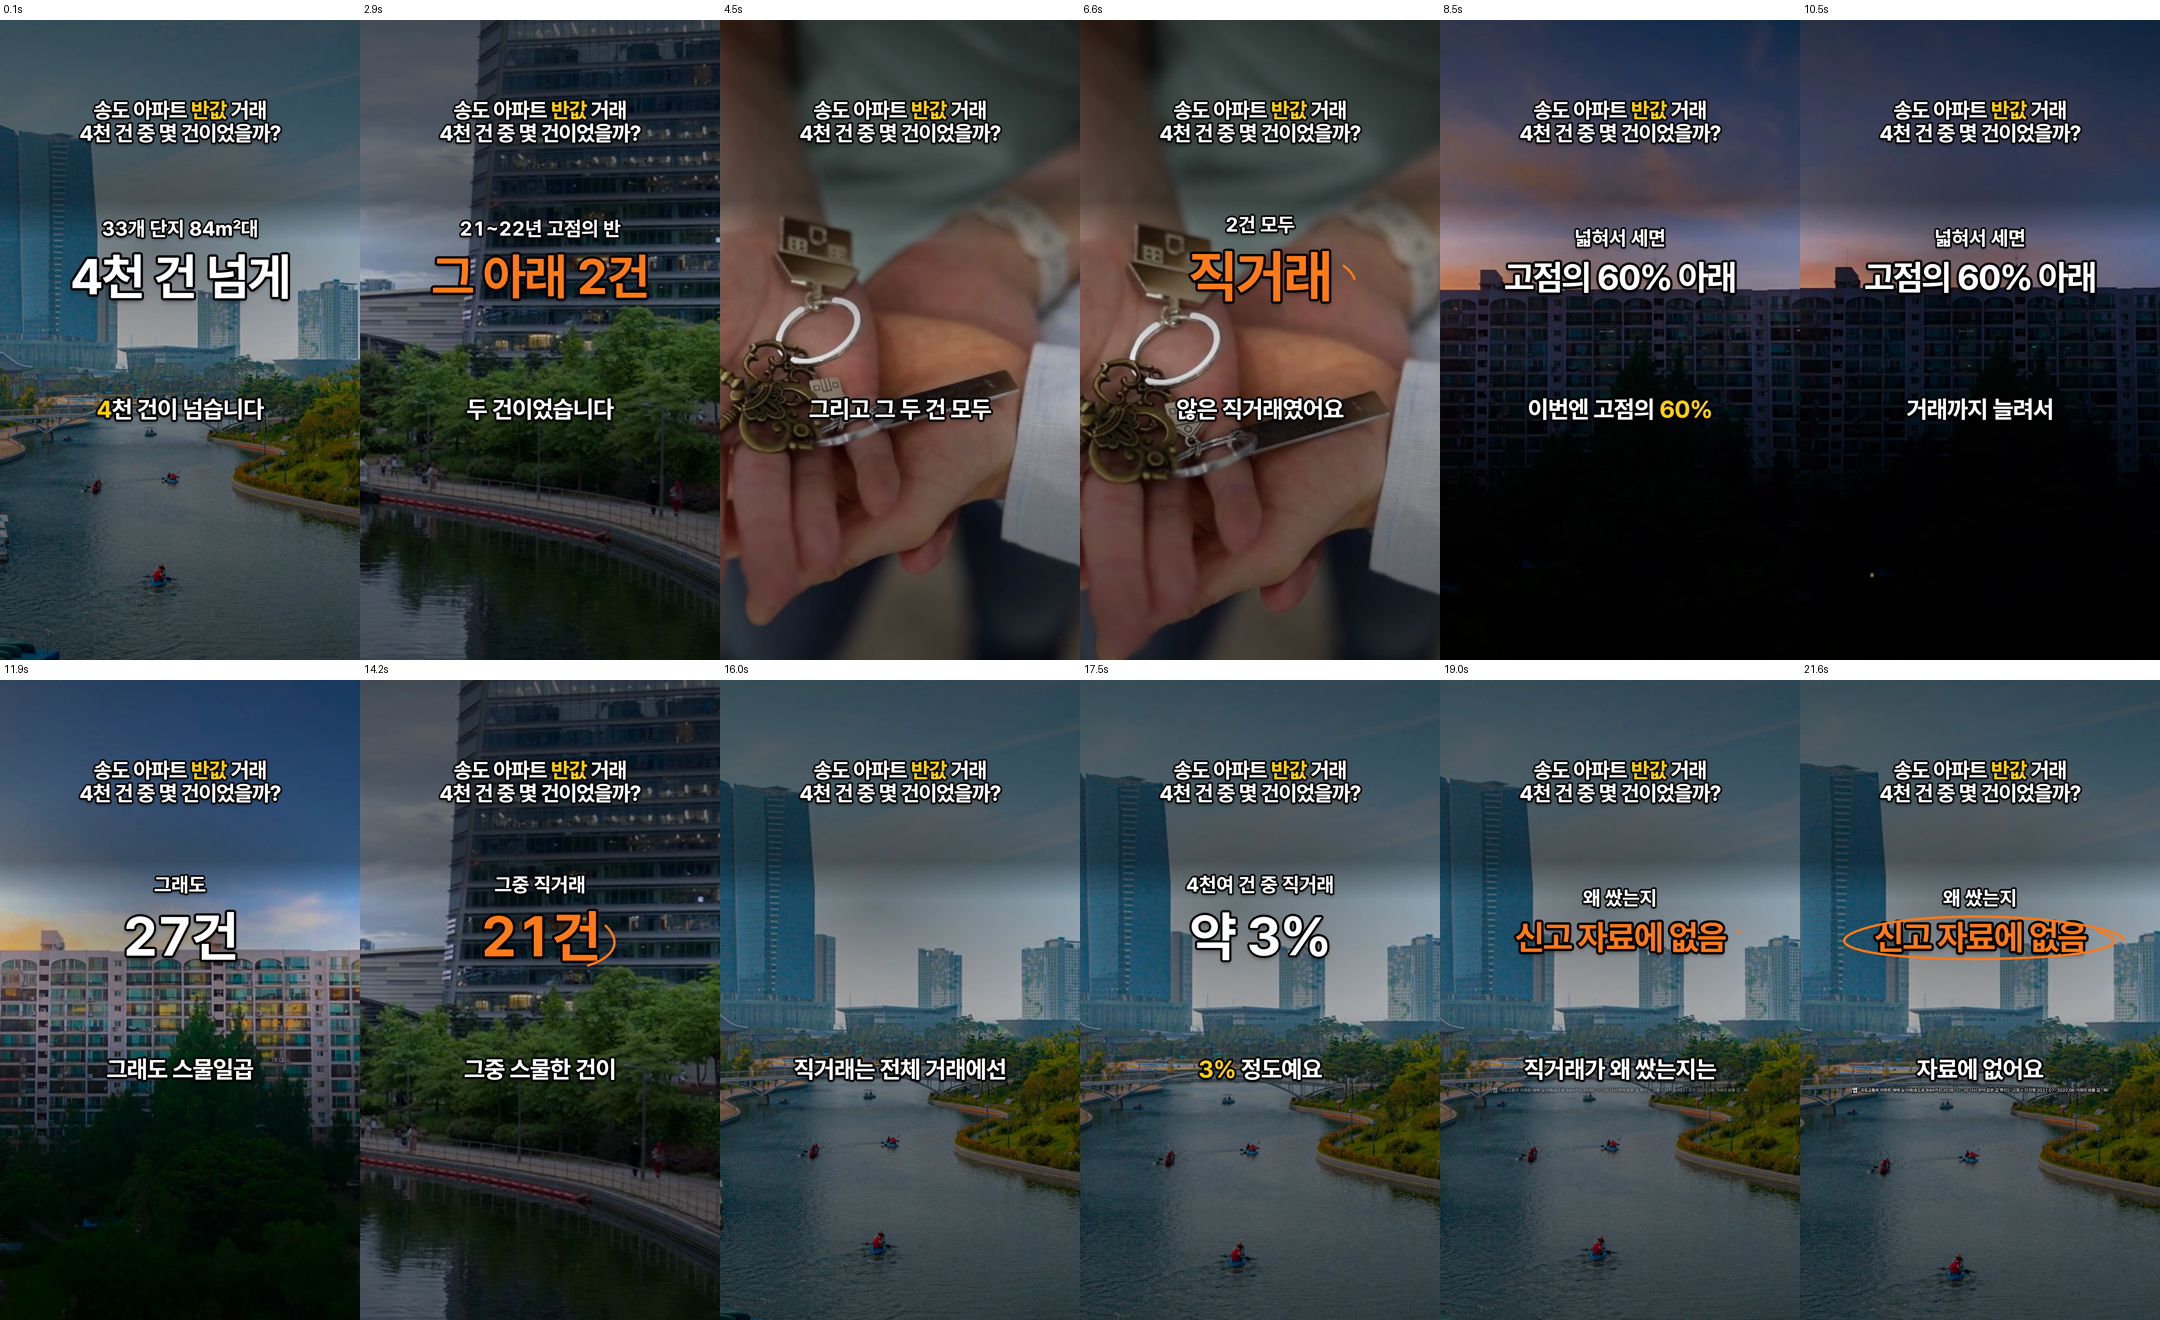 0.1s
송도 아파트 반값 거래
4천 건 중 몇 건이었을까?
33개 단지 84m²대
4천 건 넘게
4천 건이 넘습니다
2.9s
송도 아파트 반값 거래
4천 건 중 몇 건이었을까?
21~22년 고점의 반
그 아래 2건
두 건이었습니다
4.5s
송도 아파트 반값 거래
4천 건 중 몇 건이었을까?
그리고 그 두 건 모두
6.6s
송도 아파트 반값 거래
4천 건 중 몇 건이었을까?
2건 모두
직거래
않은 직거래였어요
8.5s
송도 아파트 반값 거래
4천 건 중 몇 건이었을까?
넓혀서 세면
고점의 60% 아래
이번엔 고점의 60%
10.5s
송도 아파트 반값 거래
4천 건 중 몇 건이었을까?
넓혀서 세면
고점의 60% 아래
거래까지 늘려서
11.9s
송도 아파트 반값 거래
4천 건 중 몇 건이었을까?
그래도
27건
그래도 스물일곱
14.2s
송도 아파트 반값 거래
4천 건 중 몇 건이었을까?
그중 직거래
21건
그중 스물한 건이
16.0s
송도 아파트 반값 거래
4천 건 중 몇 건이었을까?
직거래는 전체 거래에선
17.5s
송도 아파트 반값 거래
4천 건 중 몇 건이었을까?
4천여 건 중 직거래
약 3%
3% 정도예요
19.0s
송도 아파트 반값 거래
4천 건 중 몇 건이었을까?
왜 쌌는지
신고 자료에 없음
직거래가 왜 쌌는지는
21.6s
송도 아파트 반값 거래
4천 건 중 몇 건이었을까?
왜 쌌는지
신고 자료에 없음
자료에 없어요